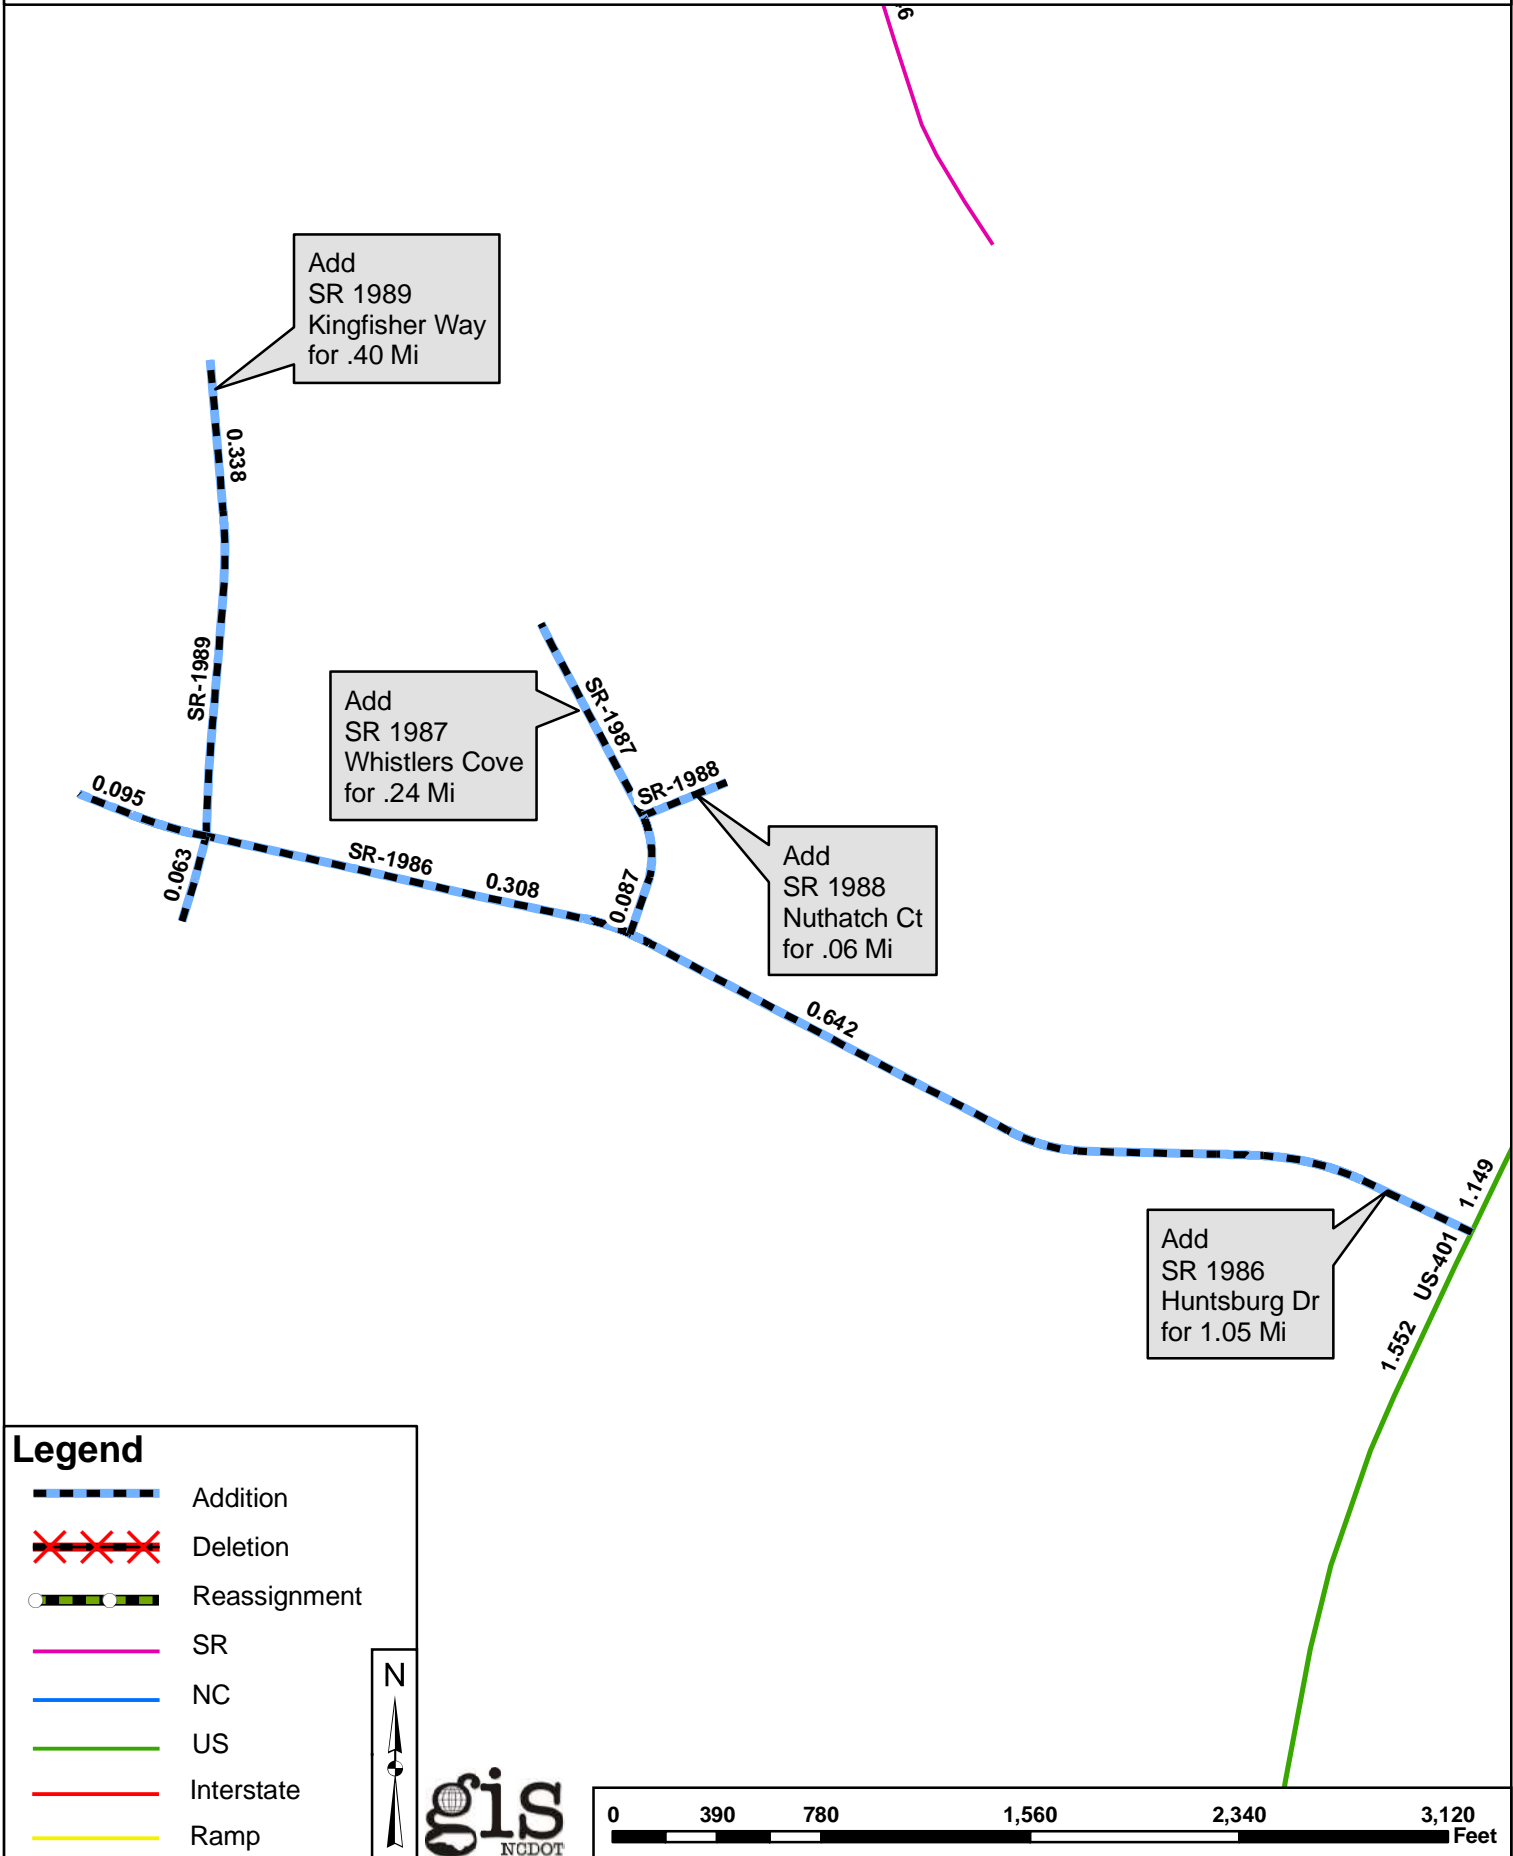 Add
SR 1989
Kingfisher Way
for .40 Mi
0.338
SR-1989
SR-1987
Add
SR 1987
Whistlers Cove
for .24 Mi
SR-1988
0.095
0.063
SR-1986
0.308
0.087
Add
SR 1988
Nuthatch Ct
for .06 Mi
0.642
1.149
US-401
1.552
Add
SR 1986
Huntsburg Dr
for 1.05 Mi
Legend
Addition
Deletion
Reassignment
SR
NC
US
Interstate
Ramp
N
gis
NCDOT
0 390 780 1,560 2,340 3,120
Feet